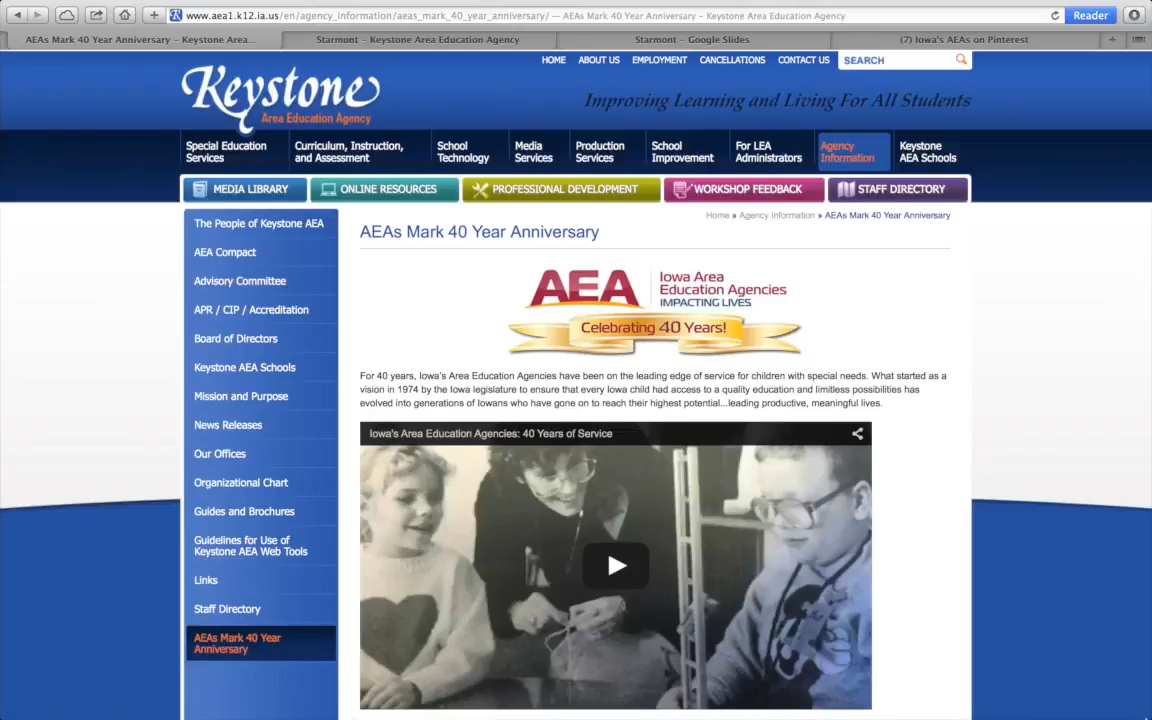 www.aea1.k12.ia.us/en/agency_information/aeas_mark_40_year_anniversary/ — AEAs Mark 40 Year Anniversary – Keystone Area Education Agency
Reader
AEAs Mark 40 Year Anniversary – Keystone Area...
Starmont – Keystone Area Education Agency
Starmont – Google Slides
(7) Iowa's AEAs on Pinterest
HOME ABOUT US EMPLOYMENT CANCELLATIONS CONTACT US SEARCH
Keystone
Area Education Agency
Improving Learning and Living For All Students
Special Education
Services
Curriculum, Instruction,
and Assessment
School
Technology
Media
Services
Production
Services
School
Improvement
For LEA
Administrators
Agency
Information
Keystone
AEA Schools
MEDIA LIBRARY ONLINE RESOURCES PROFESSIONAL DEVELOPMENT WORKSHOP FEEDBACK STAFF DIRECTORY
The People of Keystone AEA
AEA Compact
Advisory Committee
APR / CIP / Accreditation
Board of Directors
Keystone AEA Schools
Mission and Purpose
News Releases
Our Offices
Organizational Chart
Guides and Brochures
Guidelines for Use of
Keystone AEA Web Tools
Links
Staff Directory
AEAs Mark 40 Year
Anniversary
Home » Agency Information » AEAs Mark 40 Year Anniversary
AEAs Mark 40 Year Anniversary
AEA
Iowa Area
Education Agencies
IMPACTING LIVES
Celebrating 40 Years!
For 40 years, Iowa's Area Education Agencies have been on the leading edge of service for children with special needs. What started as a
vision in 1974 by the Iowa legislature to ensure that every Iowa child had access to a quality education and limitless possibilities has
evolved into generations of Iowans who have gone on to reach their highest potential...leading productive, meaningful lives.
Iowa's Area Education Agencies: 40 Years of Service